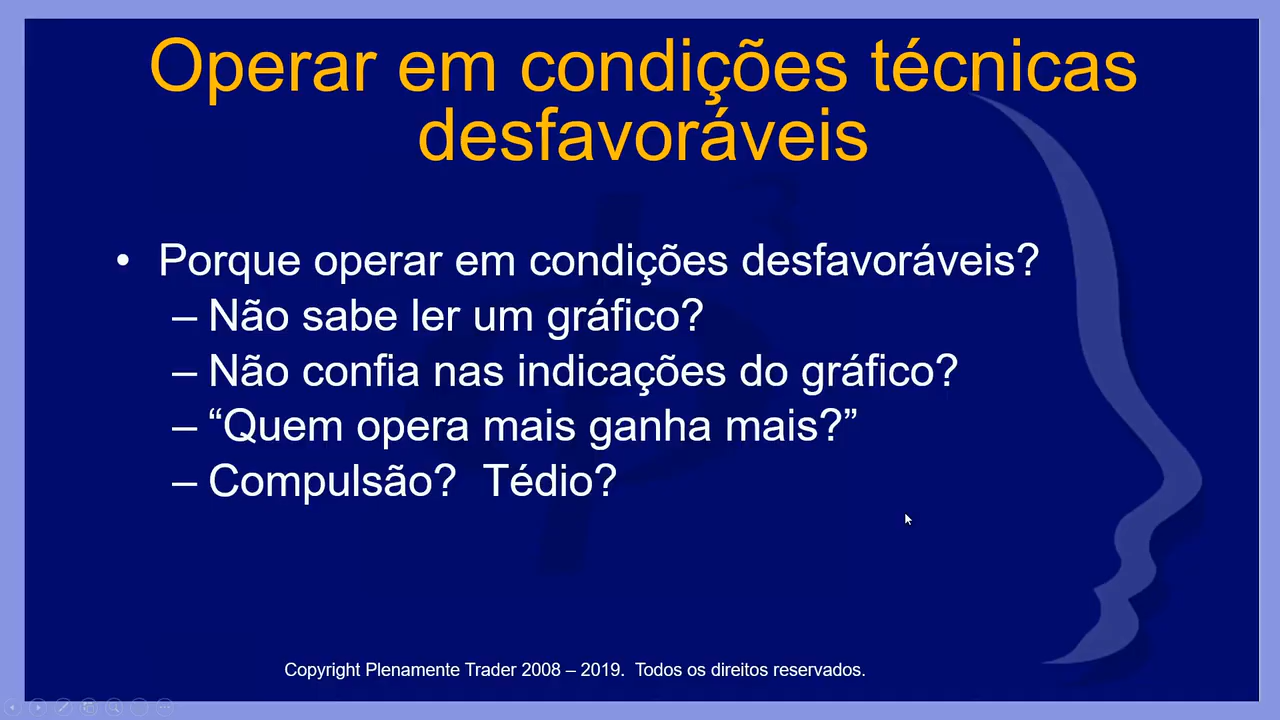 Operar em condições técnicas
desfavoráveis
• Porque operar em condições desfavoráveis?
– Não sabe ler um gráfico?
– Não confia nas indicações do gráfico?
– “Quem opera mais ganha mais?”
– Compulsão?  Tédio?
Copyright Plenamente Trader 2008 – 2019.  Todos os direitos reservados.